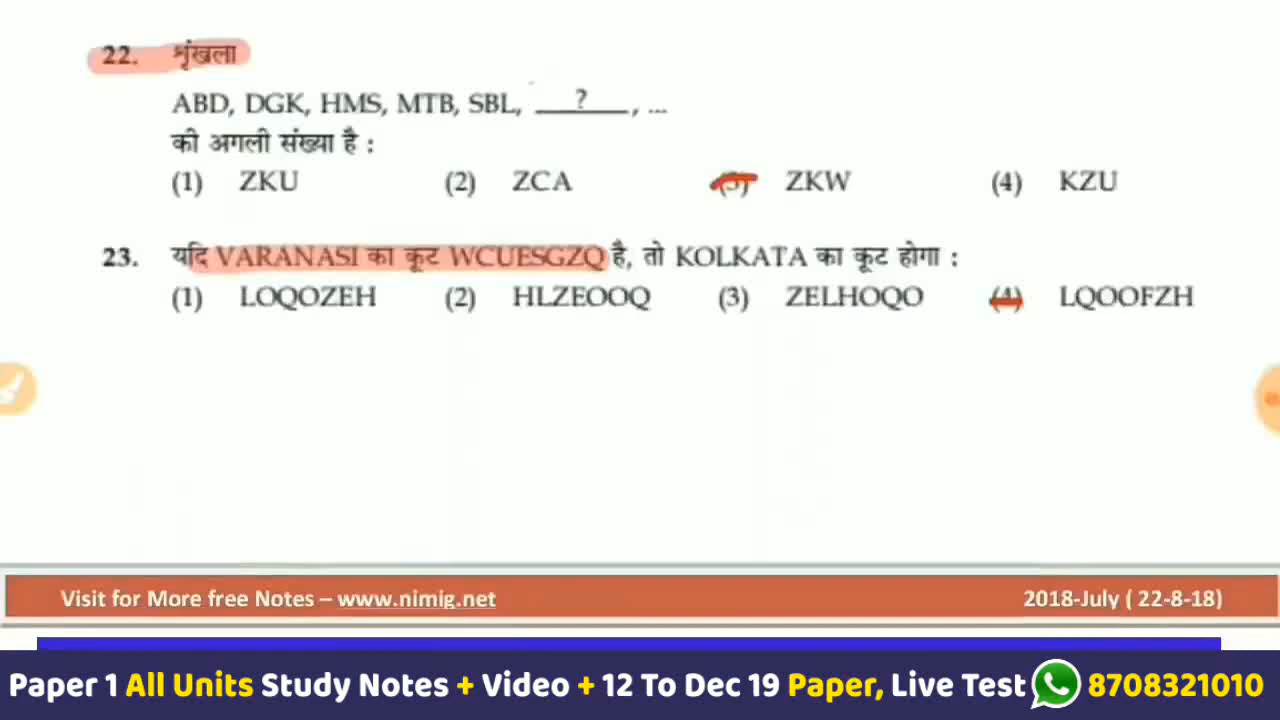 22. शृंखला
ABD, DGK, HMS, MTB, SBL, ? , ...
की अगली संख्या है :
(1) ZKU (2) ZCA (3) ZKW (4) KZU
23. यदि VARANASI का कूट WCUESGZQ है, तो KOLKATA का कूट होगा :
(1) LOQOZEH (2) HLZEOOQ (3) ZELHOQO (4) LQOOFZH
Visit for More free Notes – www.nimig.net 2018-July ( 22-8-18)
Paper 1 All Units Study Notes + Video + 12 To Dec 19 Paper, Live Test 8708321010